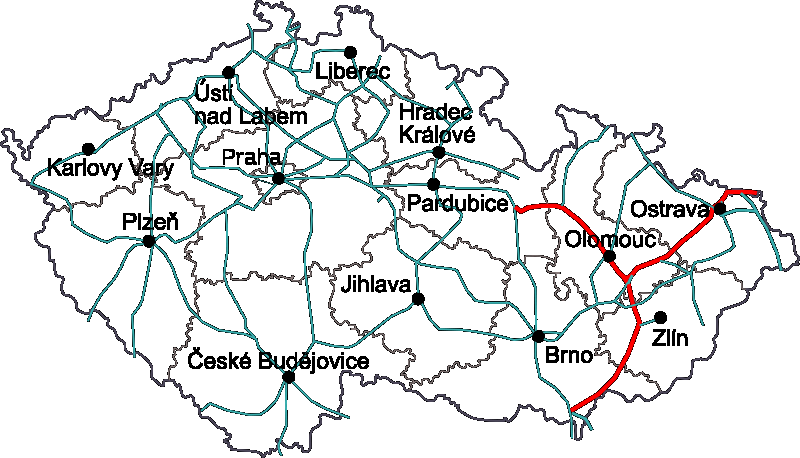 Liberec
Ústí
nad Labem
Hradec
Králové
Karlovy Vary
Praha
Pardubice
Ostrava
Plzeň
Olomouc
Jihlava
Zlín
Brno
České Budějovice